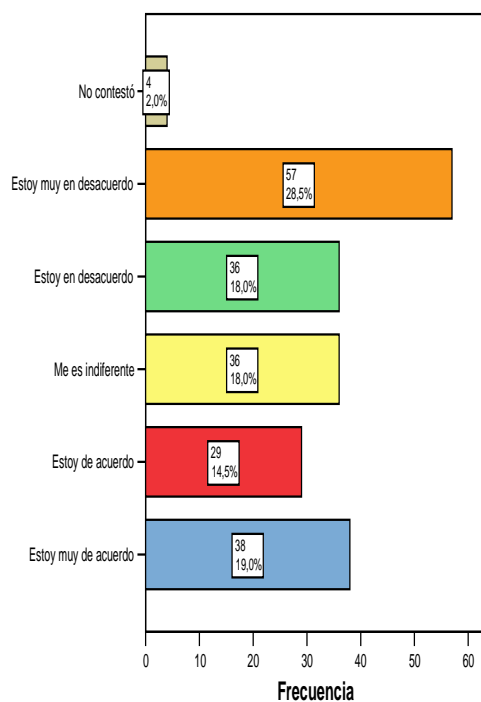 No contestó
4
2,0%
Estoy muy en desacuerdo
57
28,5%
Estoy en desacuerdo
36
18,0%
Me es indiferente
36
18,0%
Estoy de acuerdo
29
14,5%
Estoy muy de acuerdo
38
19,0%
0 10 20 30 40 50 60
Frecuencia